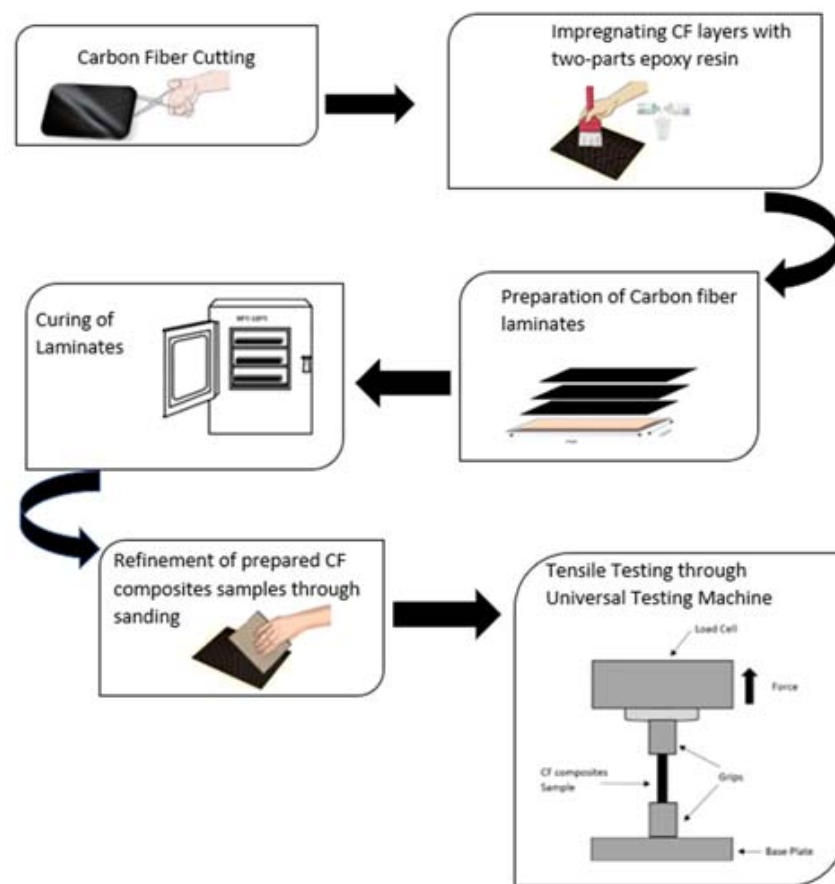 Carbon Fiber Cutting
Impregnating CF layers with
two-parts epoxy resin
Preparation of Carbon fiber
laminates
Curing of
Laminates
Refinement of prepared CF
composites samples through
sanding
Tensile Testing through
Universal Testing Machine
Load Cell
Force
CF composites
Sample
Grips
Base Plate